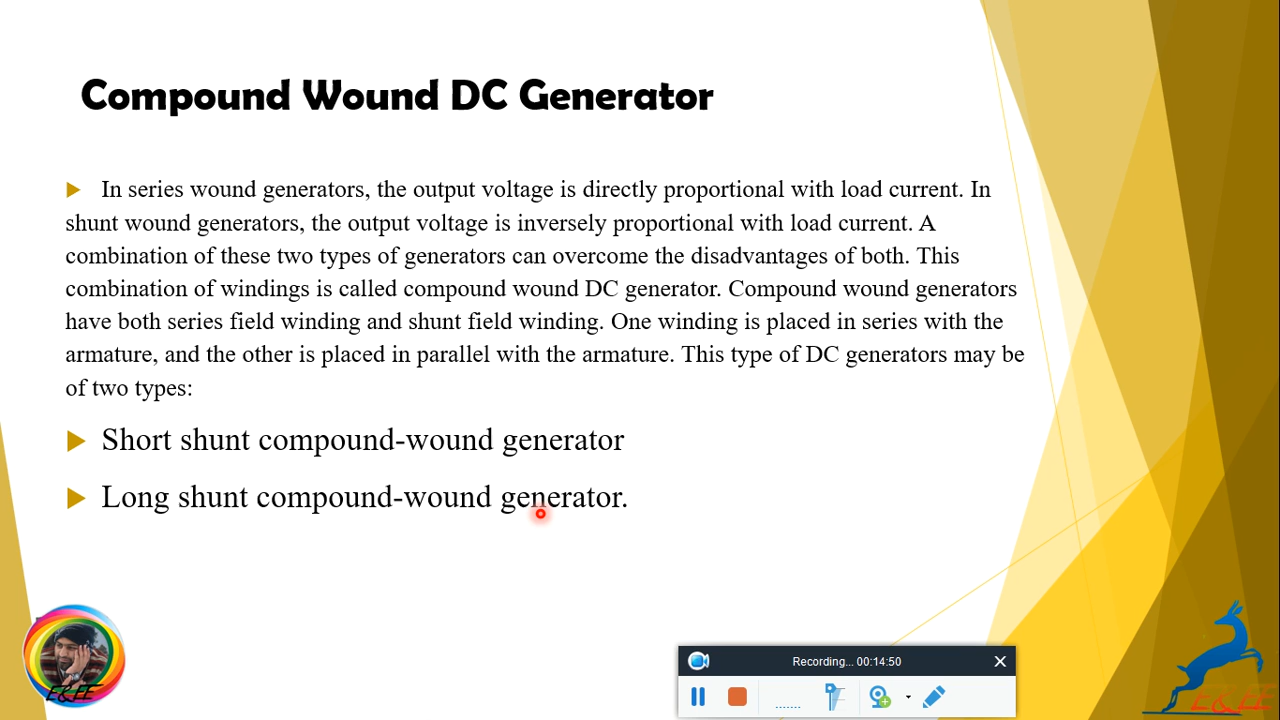 Compound Wound DC Generator
In series wound generators, the output voltage is directly proportional with load current. In
shunt wound generators, the output voltage is inversely proportional with load current. A
combination of these two types of generators can overcome the disadvantages of both. This
combination of windings is called compound wound DC generator. Compound wound generators
have both series field winding and shunt field winding. One winding is placed in series with the
armature, and the other is placed in parallel with the armature. This type of DC generators may be
of two types:
Short shunt compound-wound generator
Long shunt compound-wound generator.
Recording... 00:14:50
E&EE
E&EE